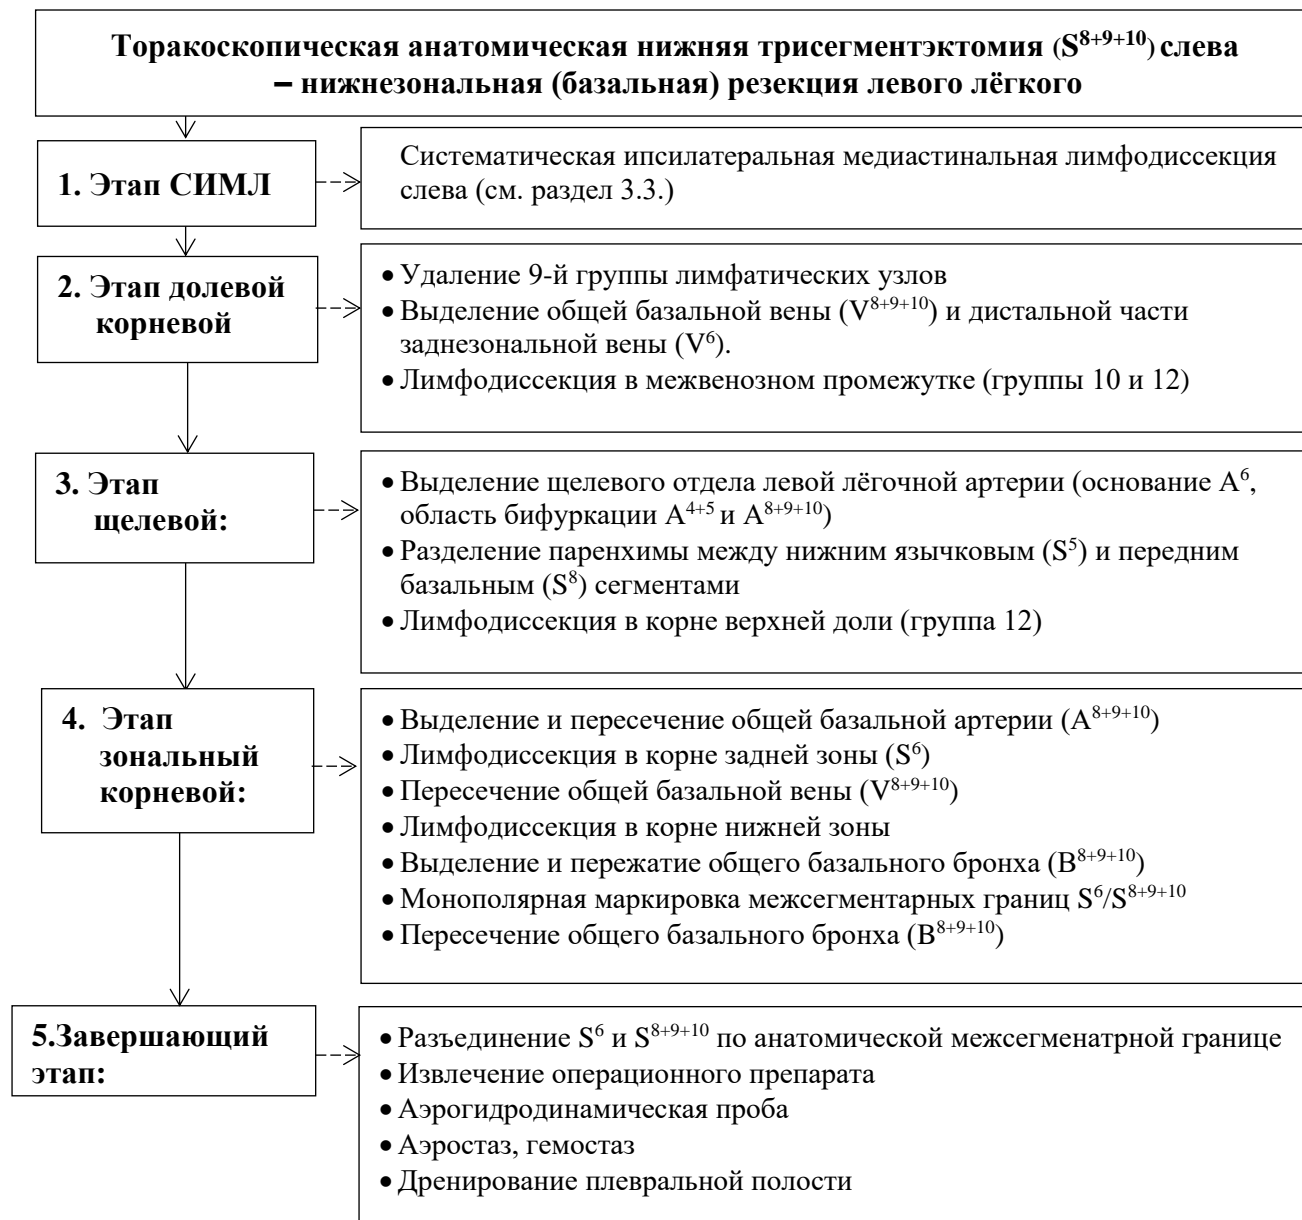 Торакоскопическая анатомическая нижняя трисегментэктомия (S⁸⁺⁹⁺¹⁰) слева
– нижнезональная (базальная) резекция левого лёгкого
1. Этап СИМЛ
Систематическая ипсилатеральная медиастинальная лимфодиссекция
слева (см. раздел 3.3.)
2. Этап долевой
корневой
• Удаление 9-й группы лимфатических узлов
• Выделение общей базальной вены (V⁸⁺⁹⁺¹⁰) и дистальной части
заднезональной вены (V⁶).
• Лимфодиссекция в межвенозном промежутке (группы 10 и 12)
3. Этап
щелевой:
• Выделение щелевого отдела левой лёгочной артерии (основание A⁶,
область бифуркации A⁴⁺⁵ и A⁸⁺⁹⁺¹⁰)
• Разделение паренхимы между нижним язычковым (S⁵) и передним
базальным (S⁸) сегментами
• Лимфодиссекция в корне верхней доли (группа 12)
4. Этап
зональный
корневой:
• Выделение и пересечение общей базальной артерии (A⁸⁺⁹⁺¹⁰)
• Лимфодиссекция в корне задней зоны (S⁶)
• Пересечение общей базальной вены (V⁸⁺⁹⁺¹⁰)
• Лимфодиссекция в корне нижней зоны
• Выделение и пережатие общего базального бронха (B⁸⁺⁹⁺¹⁰)
• Монополярная маркировка межсегментарных границ S⁶/S⁸⁺⁹⁺¹⁰
• Пересечение общего базального бронха (B⁸⁺⁹⁺¹⁰)
5.Завершающий
этап:
• Разъединение S⁶ и S⁸⁺⁹⁺¹⁰ по анатомической межсегменатрной границе
• Извлечение операционного препарата
• Аэрогидродинамическая проба
• Аэростаз, гемостаз
• Дренирование плевральной полости